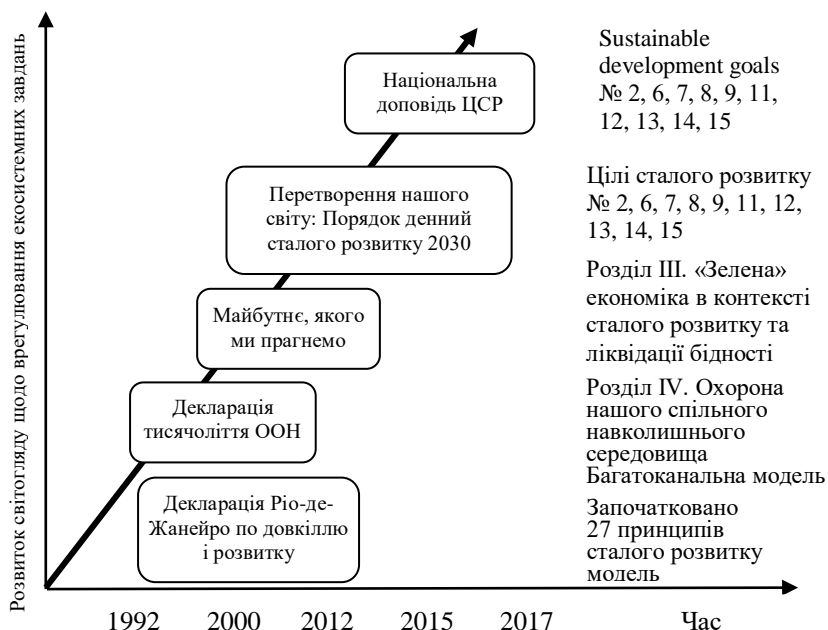 Розвиток світогляду щодо врегулювання екосистемних завдань
Національна
доповідь ЦСР
Sustainable
development goals
№ 2, 6, 7, 8, 9, 11,
12, 13, 14, 15
Перетворення нашого
світу: Порядок денний
сталого розвитку 2030
Цілі сталого розвитку
№ 2, 6, 7, 8, 9, 11, 12,
13, 14, 15
Майбутнє, якого
ми прагнемо
Розділ III. «Зелена»
економіка в контексті
сталого розвитку та
ліквідації бідності
Декларація
тисячоліття ООН
Розділ IV. Охорона
нашого спільного
навколишнього
середовища
Багатоканальна модель
Декларація Ріо-де-
Жанейро по довкіллю
і розвитку
Започатковано
27 принципів
сталого розвитку
модель
1992 2000 2012 2015 2017 Час